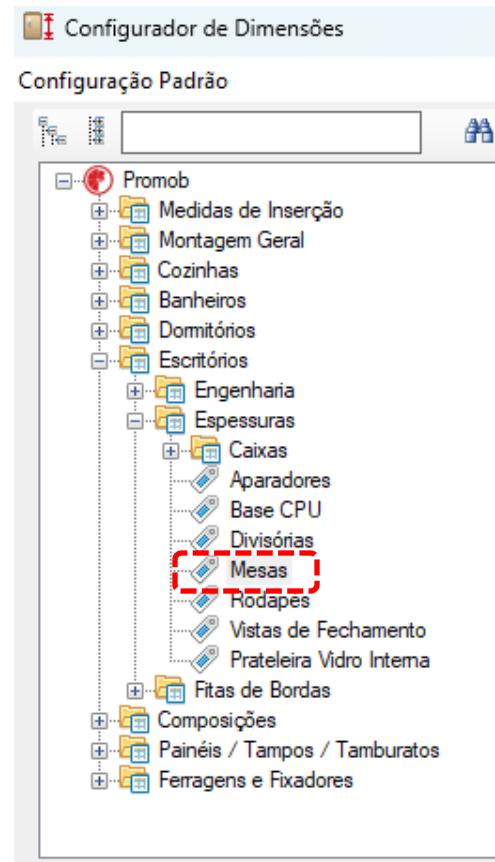 Configurador de Dimensões
Configuração Padrão
Promob
Medidas de Inserção
Montagem Geral
Cozinhas
Banheiros
Dormitórios
Escritórios
Engenharia
Espessuras
Caixas
Aparadores
Base CPU
Divisórias
Mesas
Rodapés
Vistas de Fechamento
Prateleira Vidro Interna
Fitas de Bordas
Composições
Painéis / Tampos / Tamburatos
Ferragens e Fixadores